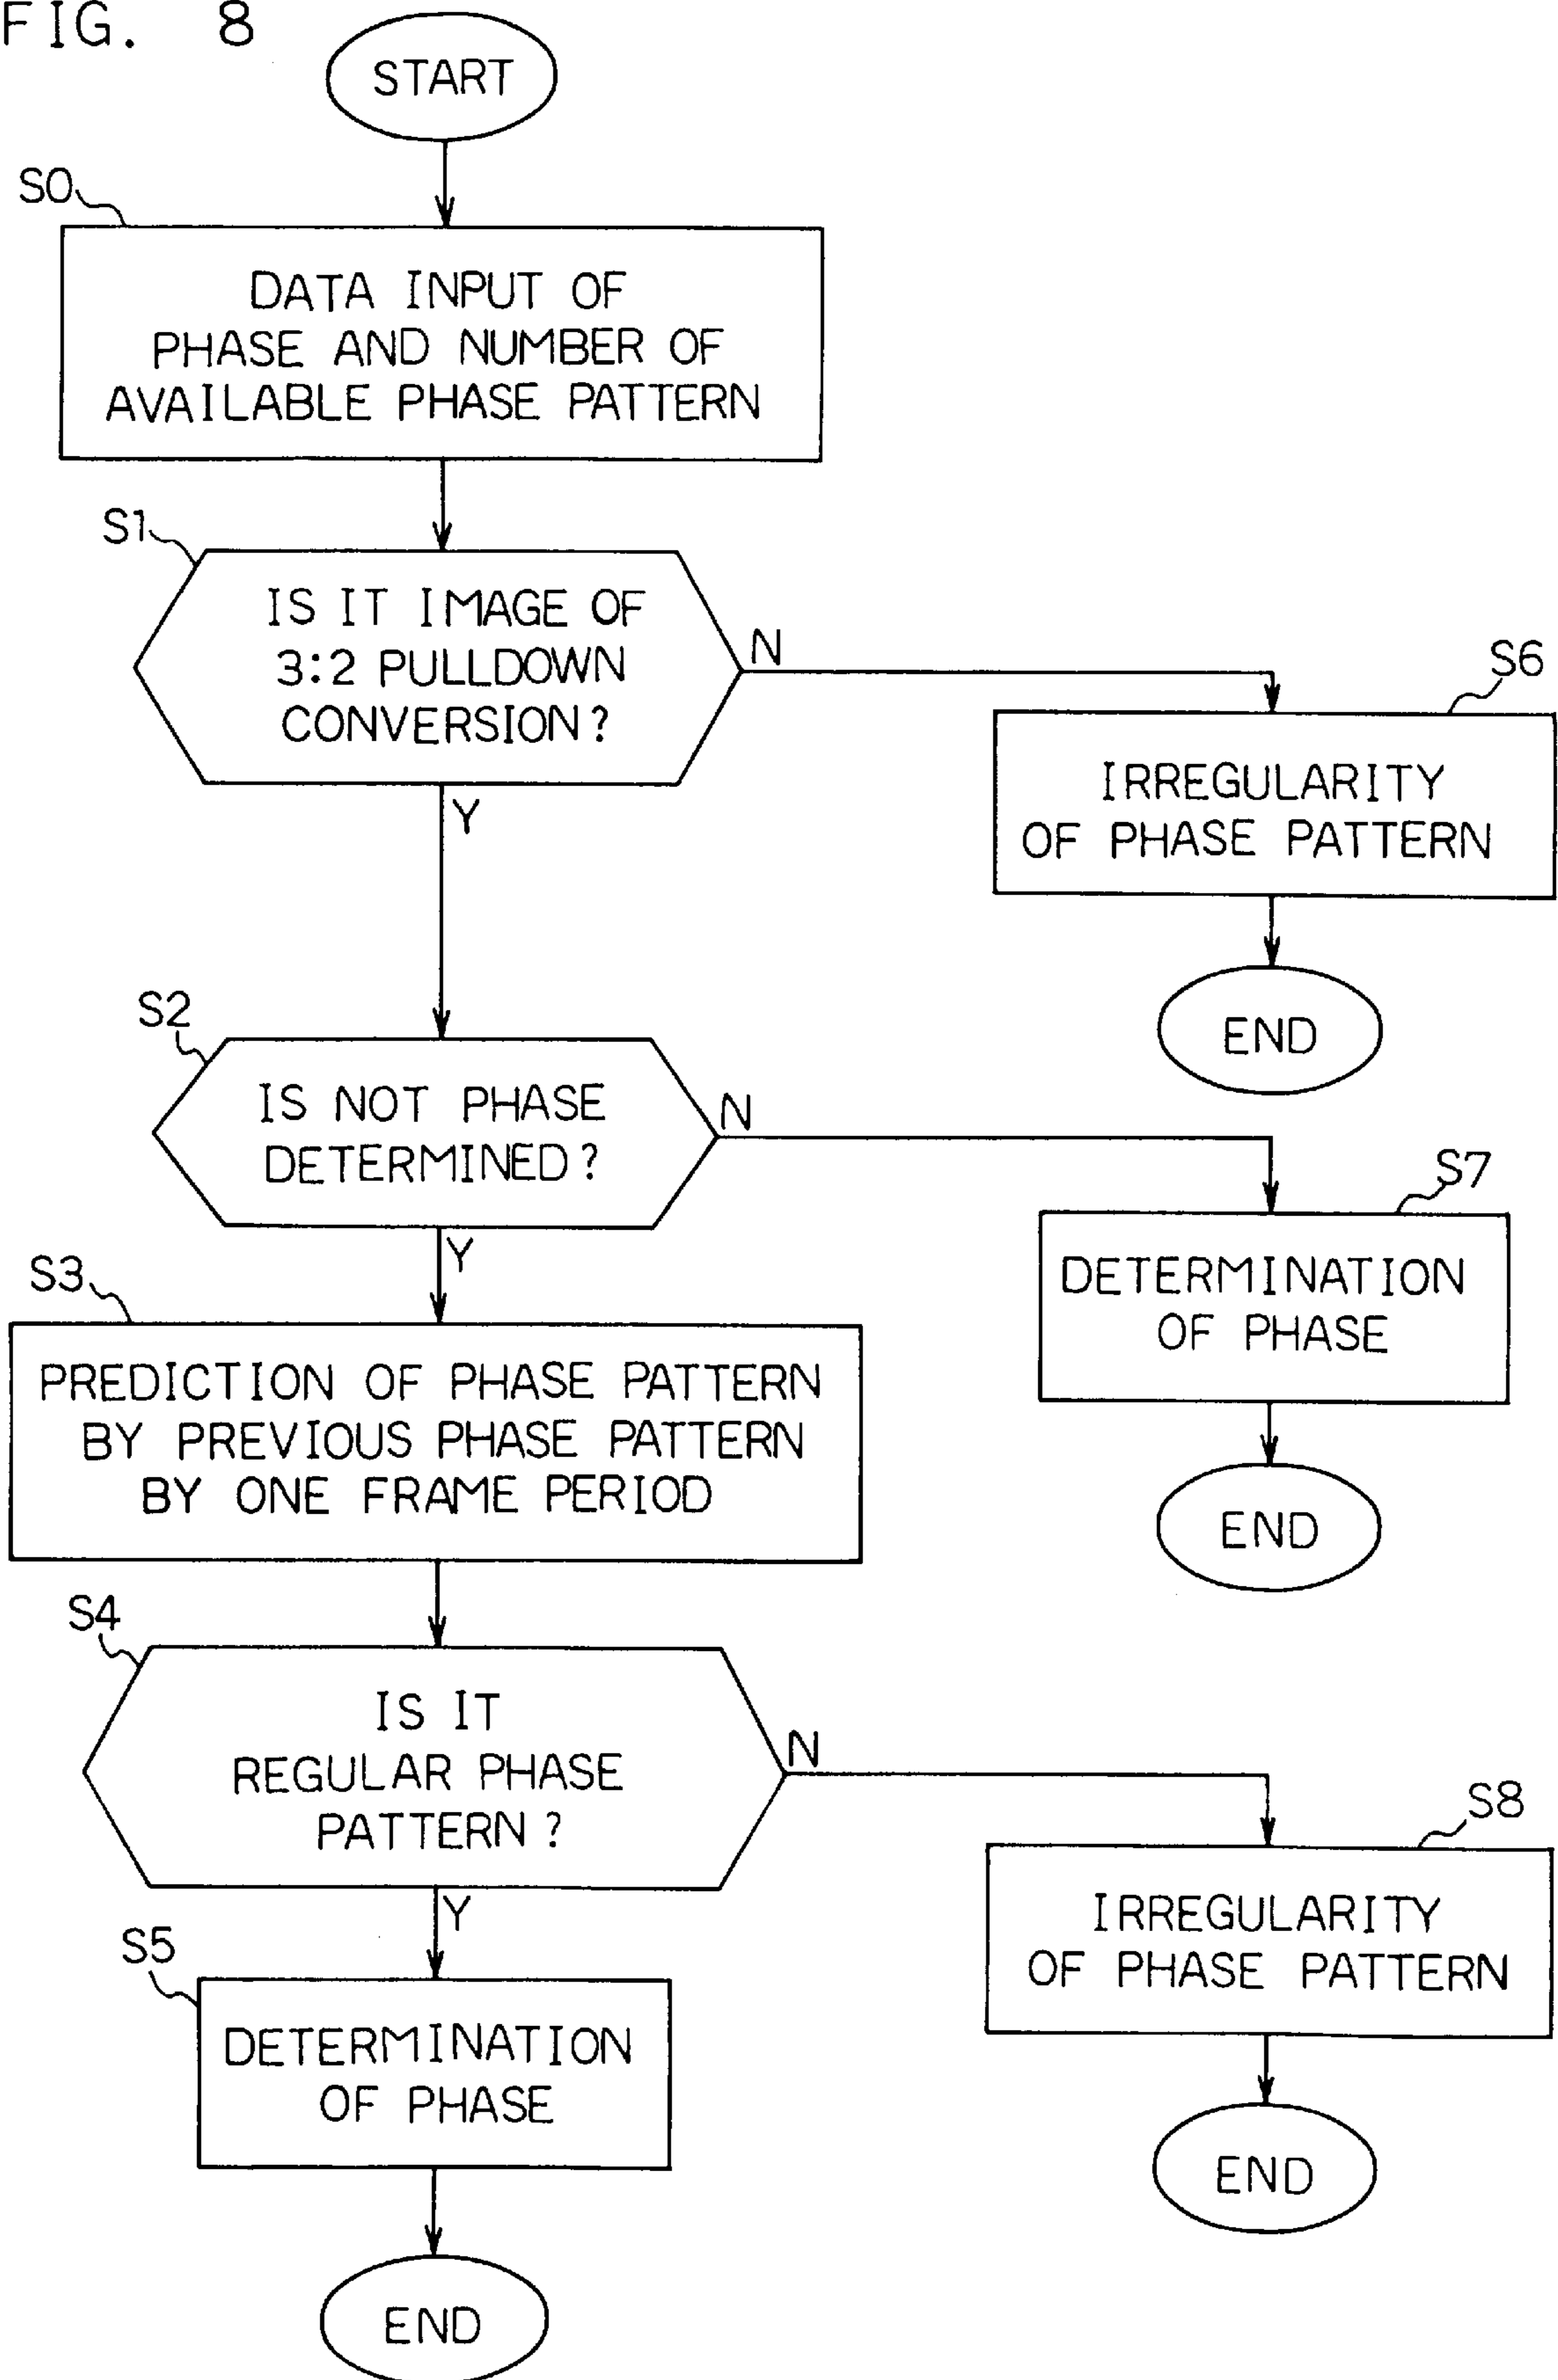 FIG. 8
START
S0
DATA INPUT OF
PHASE AND NUMBER OF
AVAILABLE PHASE PATTERN
S1
IS IT IMAGE OF
3:2 PULLDOWN
CONVERSION?
N
Y
S6
IRREGULARITY
OF PHASE PATTERN
END
S2
IS NOT PHASE
DETERMINED?
N
Y
S7
DETERMINATION
OF PHASE
END
S3
PREDICTION OF PHASE PATTERN
BY PREVIOUS PHASE PATTERN
BY ONE FRAME PERIOD
S4
IS IT
REGULAR PHASE
PATTERN?
N
Y
S8
IRREGULARITY
OF PHASE PATTERN
END
S5
DETERMINATION
OF PHASE
END